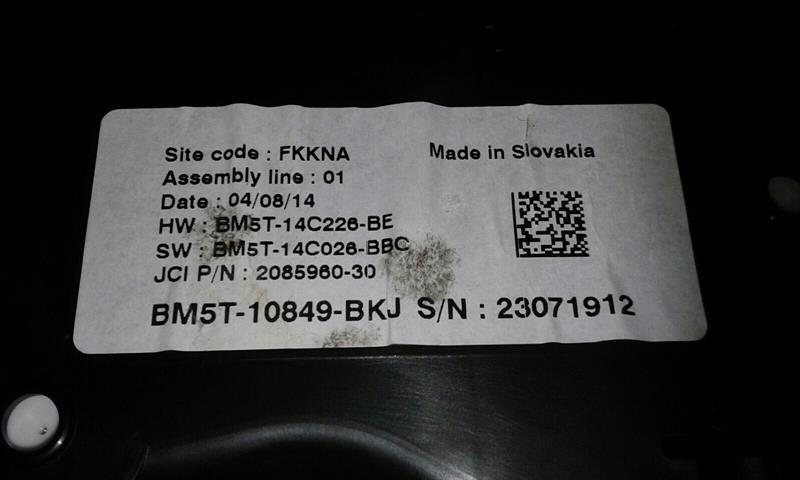 Site code : FKKNA Made in Slovakia
Assembly line : 01
Date : 04/08/14
HW : BM5T-14C226-BE
SW : BM5T-14C026-BBC
JCI P/N : 2085960-30
BM5T-10849-BKJ S/N : 23071912